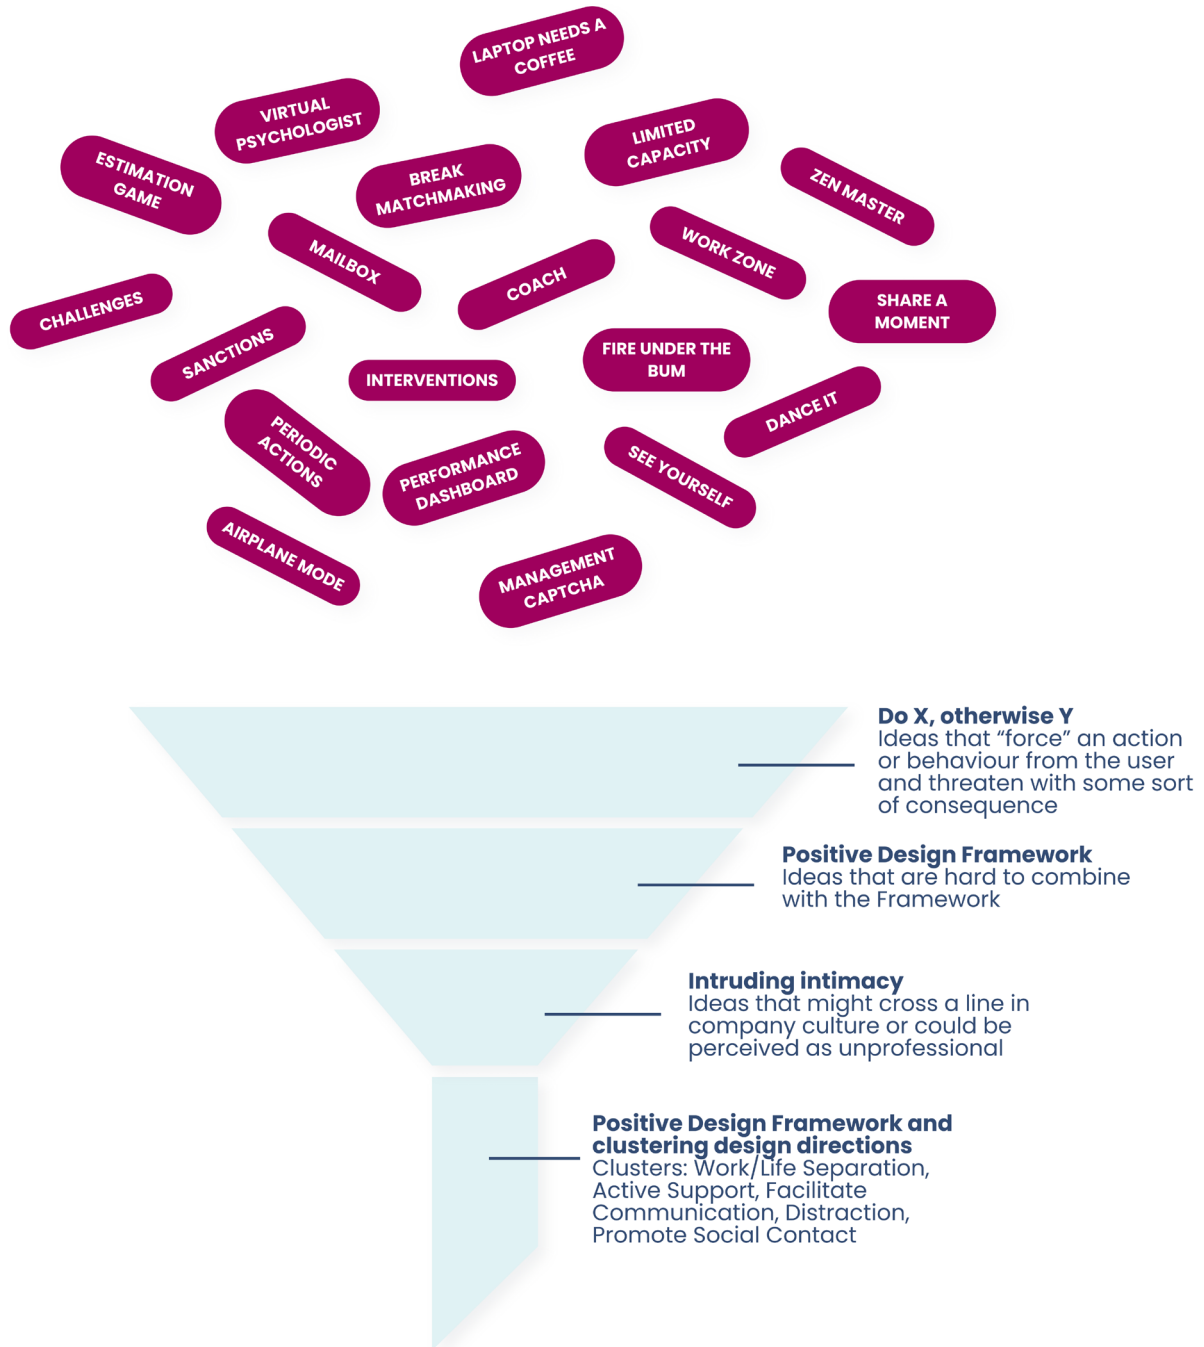 LAPTOP NEEDS A
COFFEE
VIRTUAL
PSYCHOLOGIST
LIMITED
CAPACITY
ESTIMATION
GAME
BREAK
MATCHMAKING
ZEN MASTER
MAILBOX
WORK ZONE
COACH
CHALLENGES
SHARE A
MOMENT
SANCTIONS
FIRE UNDER THE
BUM
INTERVENTIONS
DANCE IT
PERIODIC
ACTIONS
PERFORMANCE
DASHBOARD
SEE YOURSELF
AIRPLANE MODE
MANAGEMENT
CAPTCHA
Do X, otherwise Y
Ideas that “force” an action
or behaviour from the user
and threaten with some sort
of consequence
Positive Design Framework
Ideas that are hard to combine
with the Framework
Intruding intimacy
Ideas that might cross a line in
company culture or could be
perceived as unprofessional
Positive Design Framework and
clustering design directions
Clusters: Work/Life Separation,
Active Support, Facilitate
Communication, Distraction,
Promote Social Contact